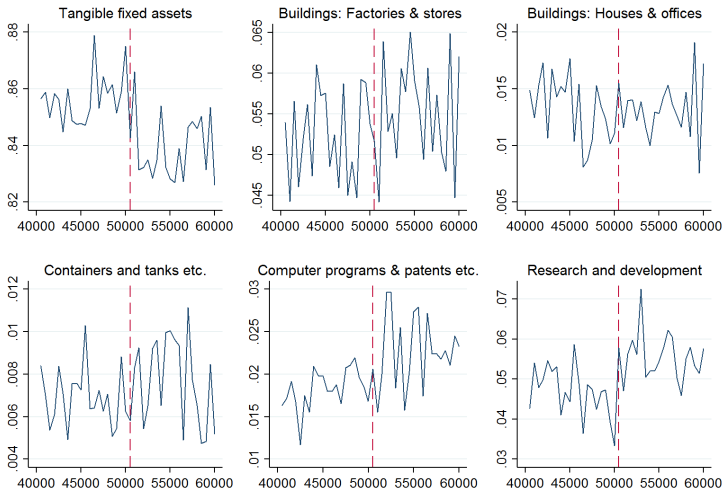 Tangible fixed assets
.88
.86
.84
.82
40000 45000 50000 55000 60000
Buildings: Factories & stores
.065
.06
.055
.05
.045
40000 45000 50000 55000 60000
Buildings: Houses & offices
.02
.015
.01
.005
40000 45000 50000 55000 60000
Containers and tanks etc.
.012
.01
.008
.006
.004
40000 45000 50000 55000 60000
Computer programs & patents etc.
.03
.025
.02
.015
.01
40000 45000 50000 55000 60000
Research and development
.07
.06
.05
.04
.03
40000 45000 50000 55000 60000